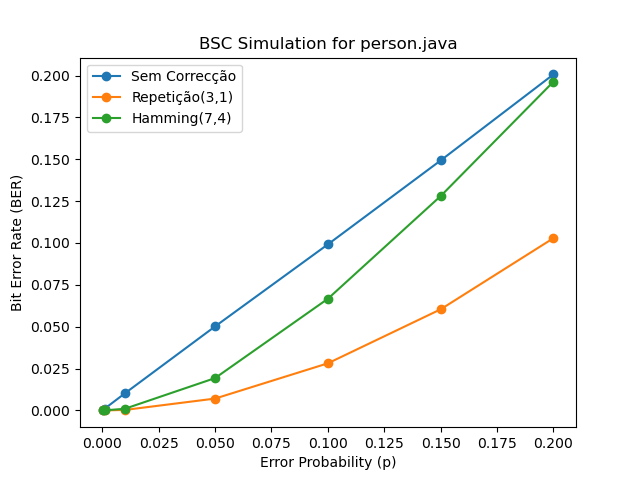 BSC Simulation for person.java
Sem Correcção
Repetição(3,1)
Hamming(7,4)
Bit Error Rate (BER)
0.200
0.175
0.150
0.125
0.100
0.075
0.050
0.025
0.000
0.000 0.025 0.050 0.075 0.100 0.125 0.150 0.175 0.200
Error Probability (p)